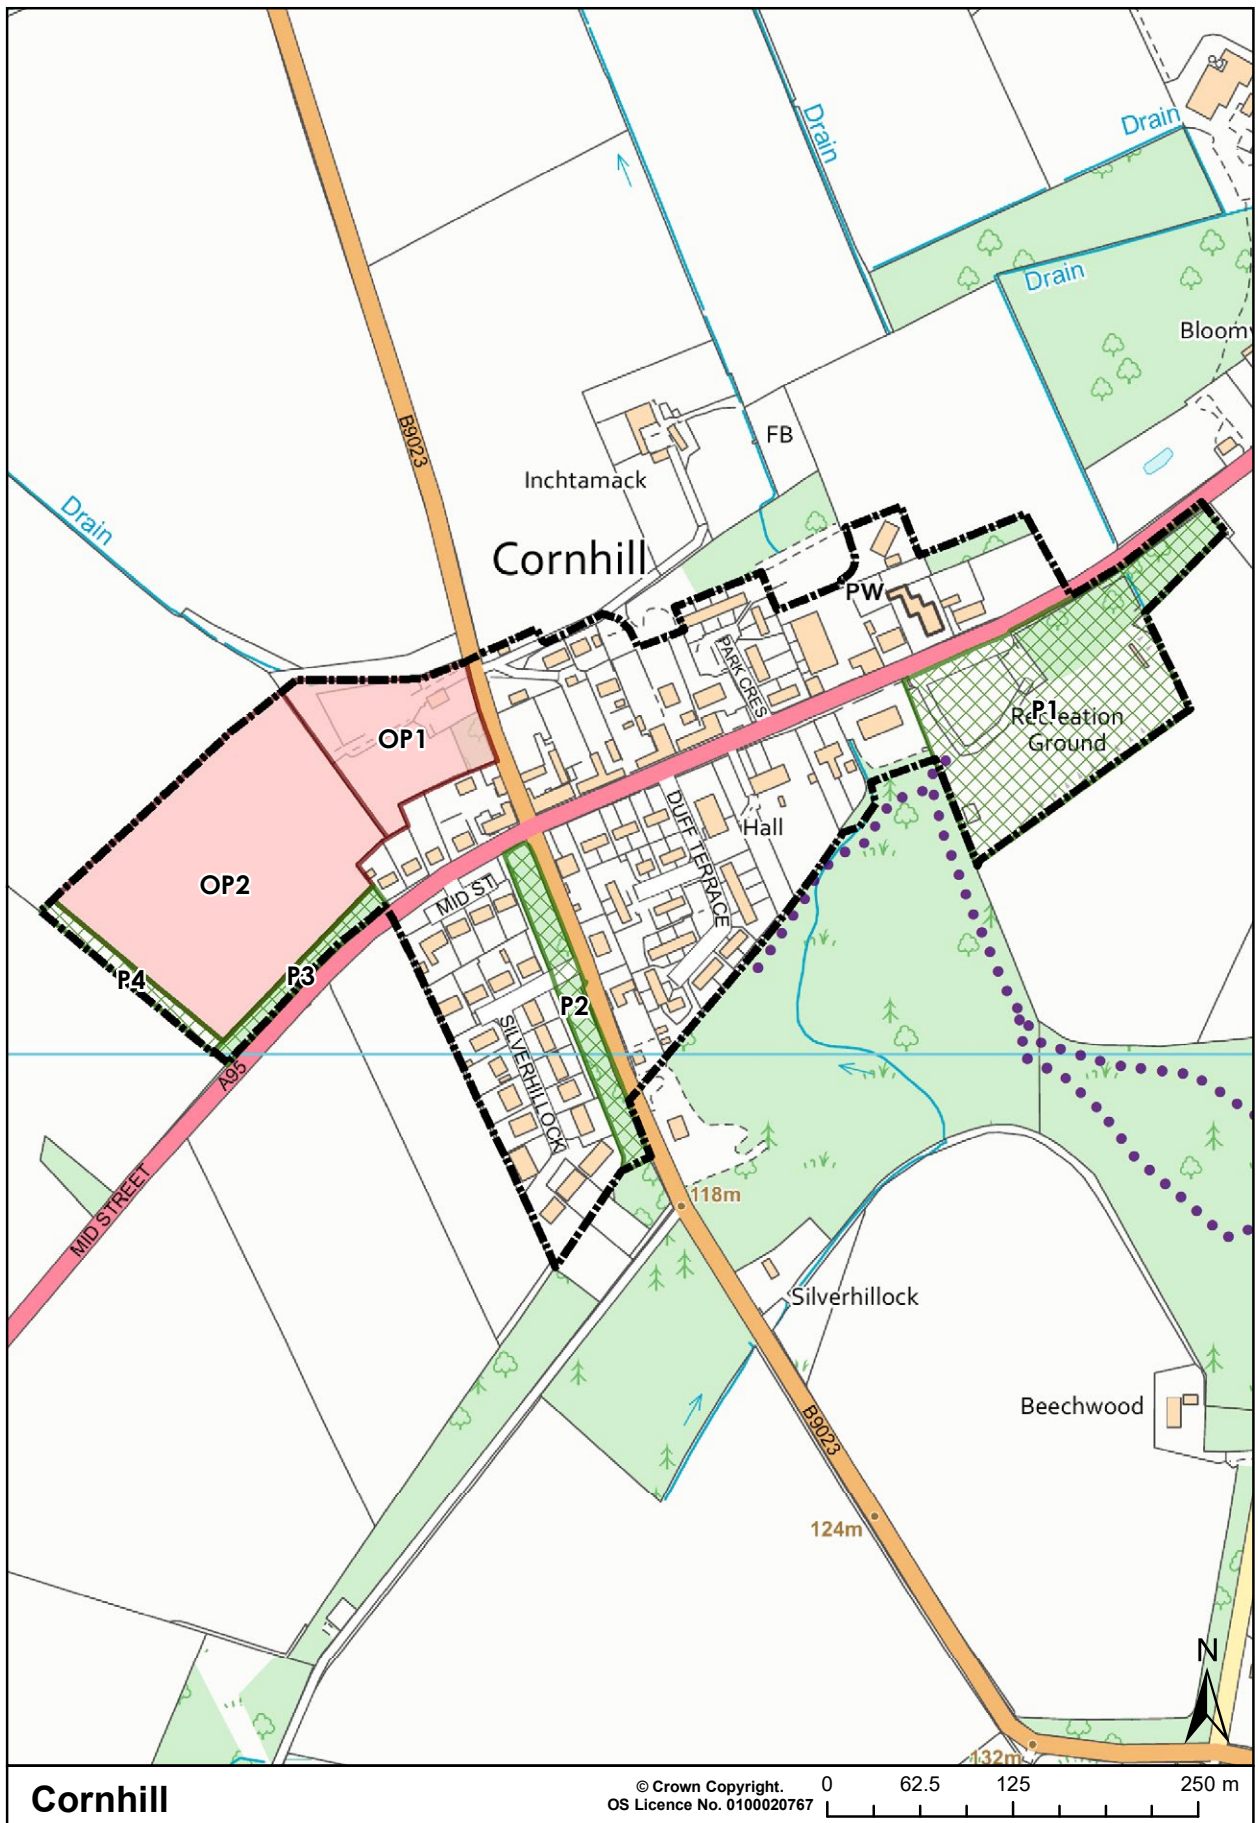 Drain
Drain
Drain
Bloomv
B9023
FB
Inchtamack
Drain
Cornhill
PW
PARK CRES
P1
Recreation
Ground
OP1
DUFF TERRACE
Hall
OP2
MID ST
P4
P3
P2
SILVERHILLOCK
A95
MID STREET
118m
Silverhillock
Beechwood
B9023
124m
N
132m
Cornhill
© Crown Copyright.
OS Licence No. 0100020767
0 62.5 125 250 m